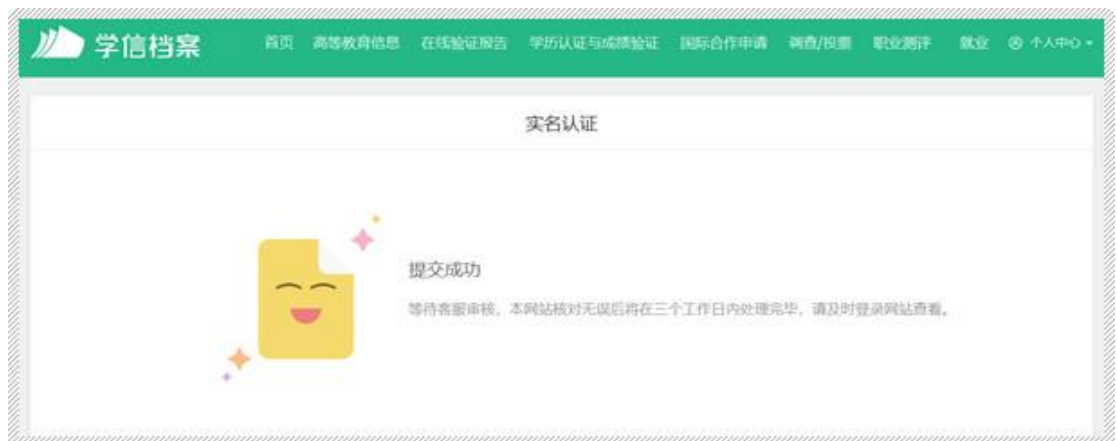 学信档案 首页 高等教育信息 在线验证报告 学历认证与成绩验证 国际合作申请 调查/投票 职业测评 就业 个人中心
实名认证
提交成功
等待客服审核，本网站核对无误后将在三个工作日内处理完毕，请及时登录网站查看。